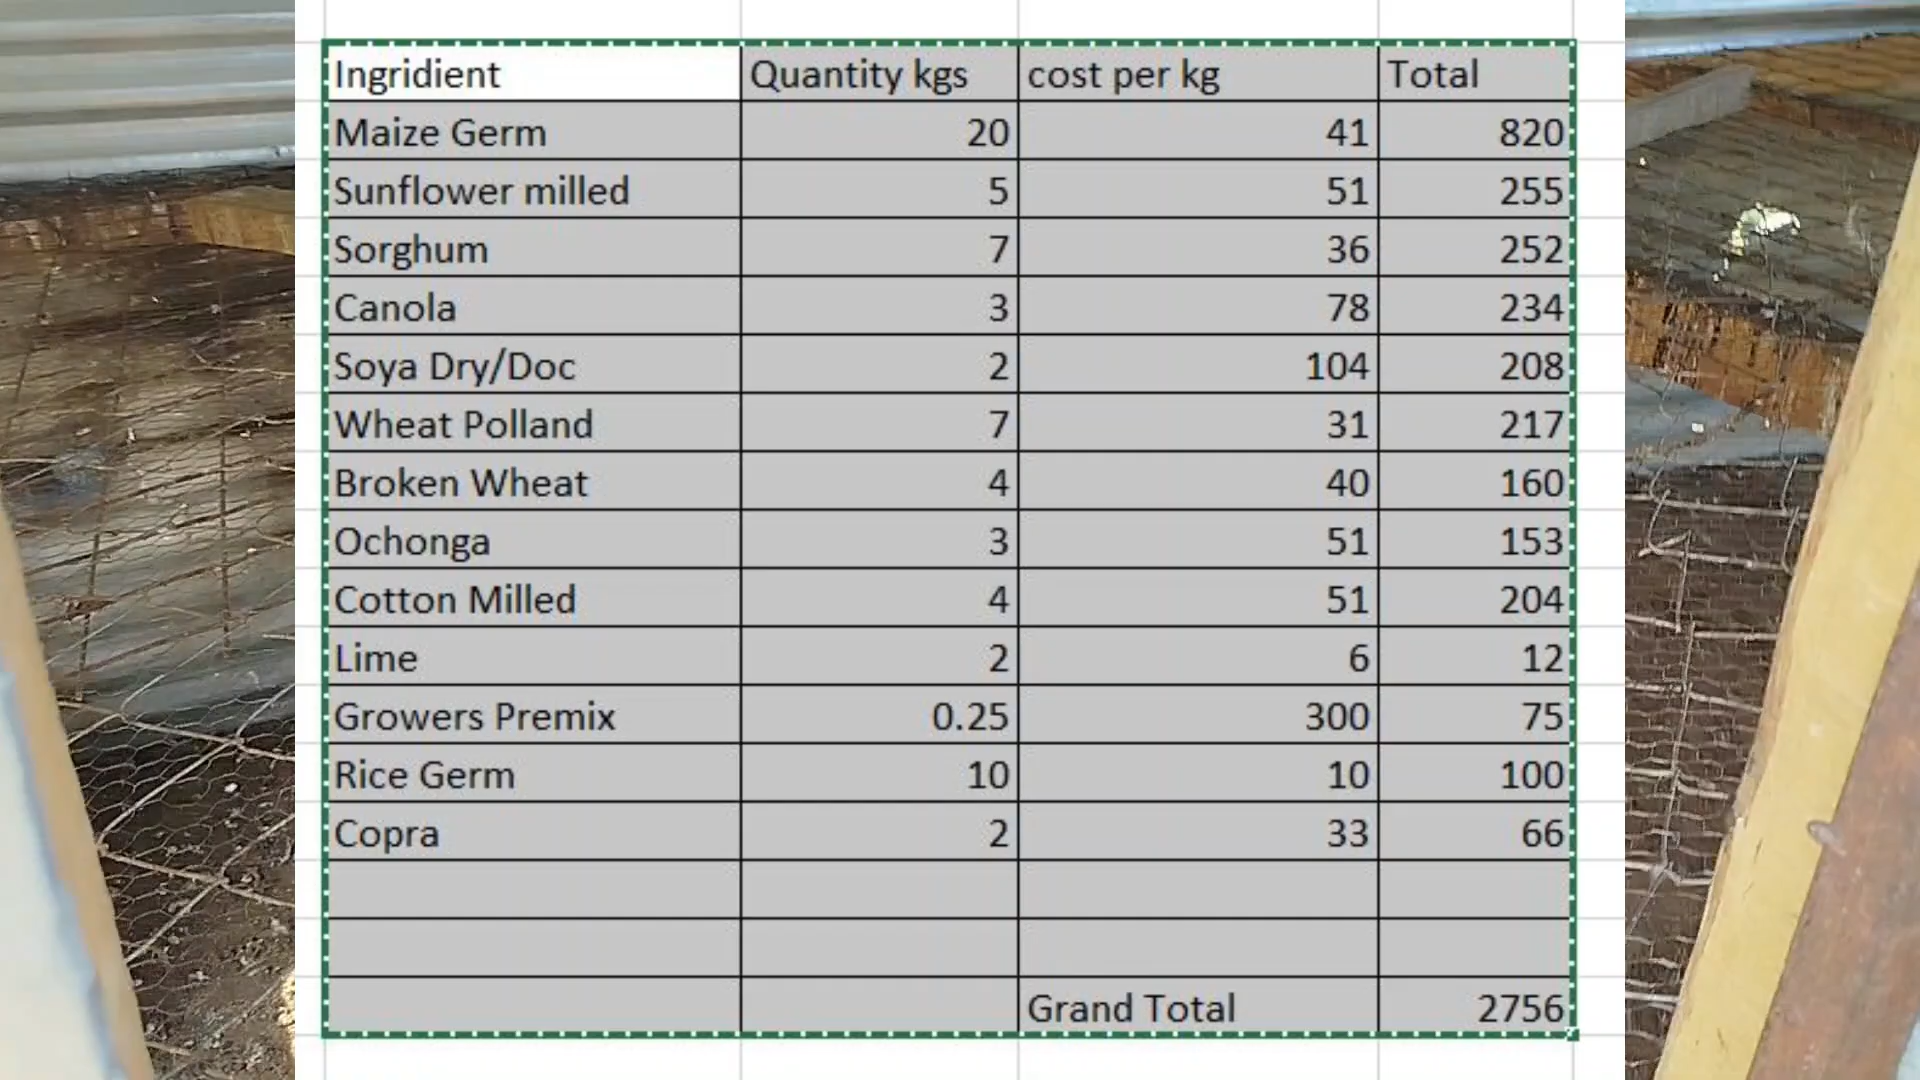 Ingridient Quantity kgs cost per kg Total
Maize Germ 20 41 820
Sunflower milled 5 51 255
Sorghum 7 36 252
Canola 3 78 234
Soya Dry/Doc 2 104 208
Wheat Polland 7 31 217
Broken Wheat 4 40 160
Ochonga 3 51 153
Cotton Milled 4 51 204
Lime 2 6 12
Growers Premix 0.25 300 75
Rice Germ 10 10 100
Copra 2 33 66
Grand Total 2756